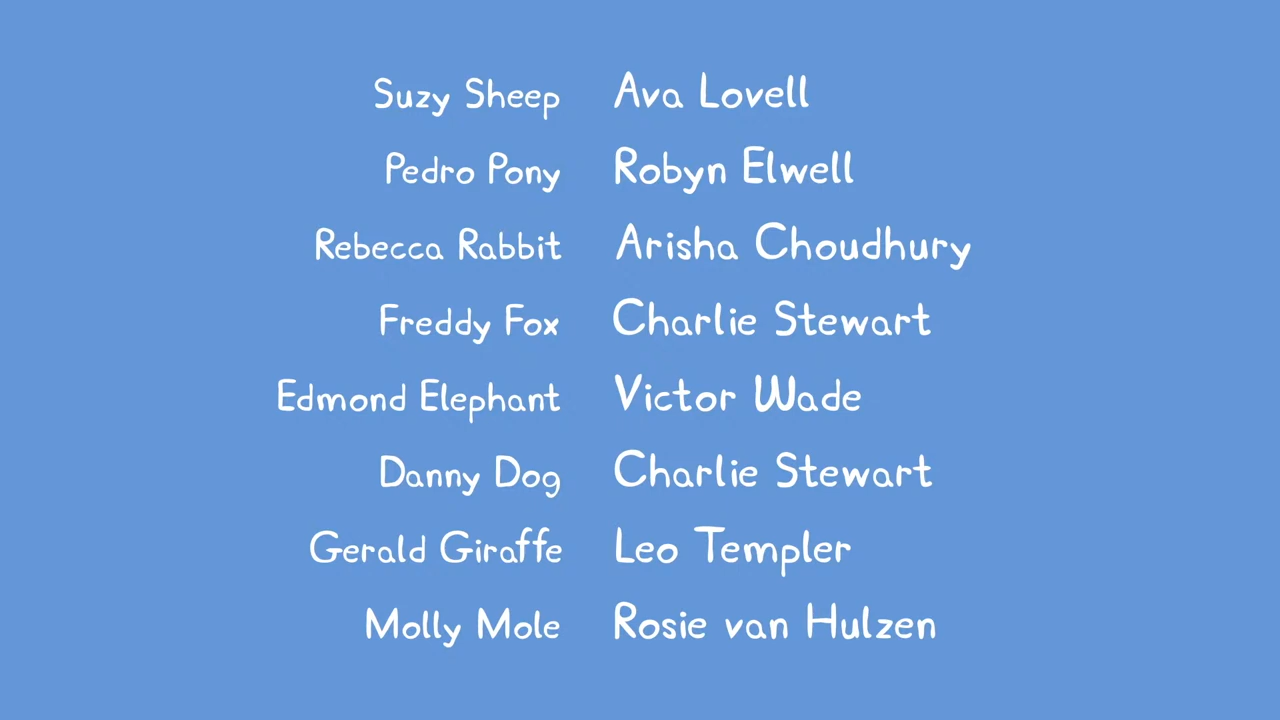 Suzy Sheep Ava Lovell
Pedro Pony Robyn Elwell
Rebecca Rabbit Arisha Choudhury
Freddy Fox Charlie Stewart
Edmond Elephant Victor Wade
Danny Dog Charlie Stewart
Gerald Giraffe Leo Templer
Molly Mole Rosie van Hulzen